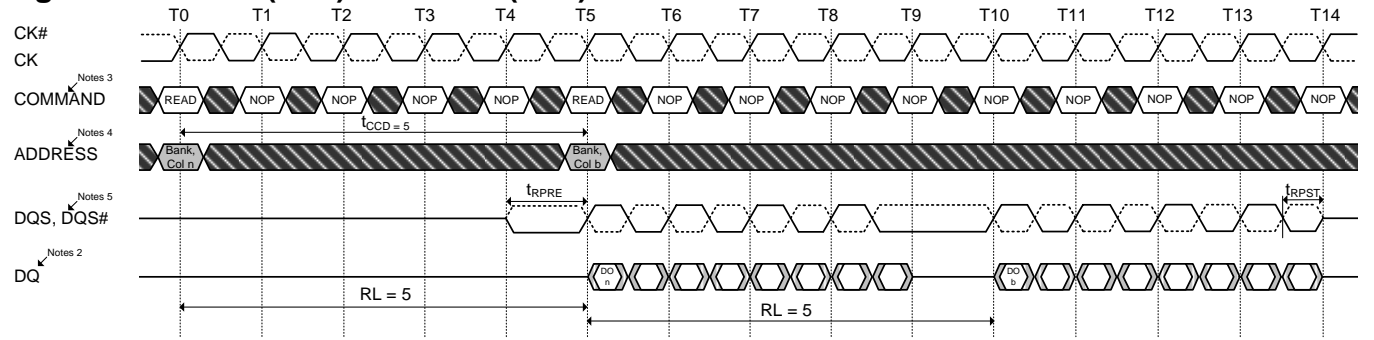 T0 T1 T2 T3 T4 T5 T6 T7 T8 T9 T10 T11 T12 T13 T14
CK#
CK
Notes 3
COMMAND READ NOP NOP NOP NOP READ NOP NOP NOP NOP NOP NOP NOP NOP NOP
tCCD = 5
Notes 4
ADDRESS Bank, Col n Bank, Col b
tRPRE tRPST
Notes 5
DQS, DQS#
Notes 2
DQ DO n DO b
RL = 5
RL = 5